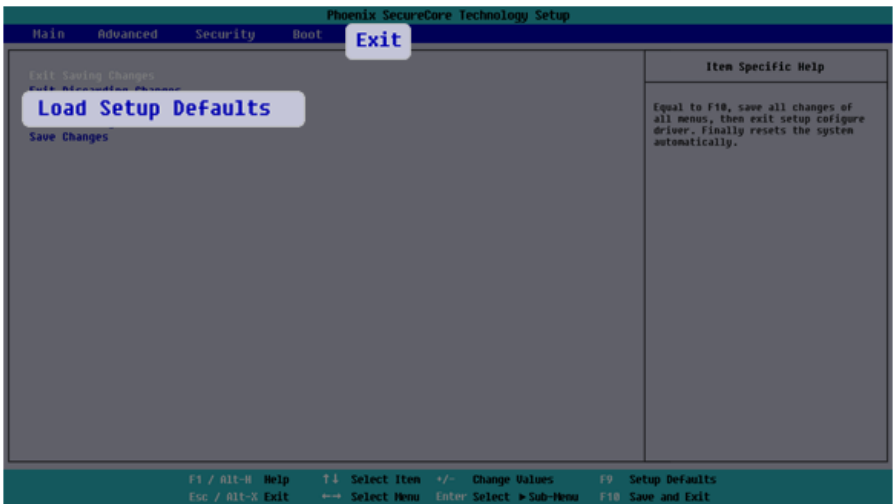 Phoenix SecureCore Technology Setup
Main Advanced Security Boot Exit
Exit Saving Changes
Exit Discarding Changes
Load Setup Defaults
Save Changes
Item Specific Help
Equal to F10, save all changes of
all menus, then exit setup cofigure
driver. Finally resets the system
automatically.
F1 / Alt-H Help ↑↓ Select Item +/- Change Values F9 Setup Defaults
Esc / Alt-X Exit ←→ Select Menu Enter Select ►Sub-Menu F10 Save and Exit